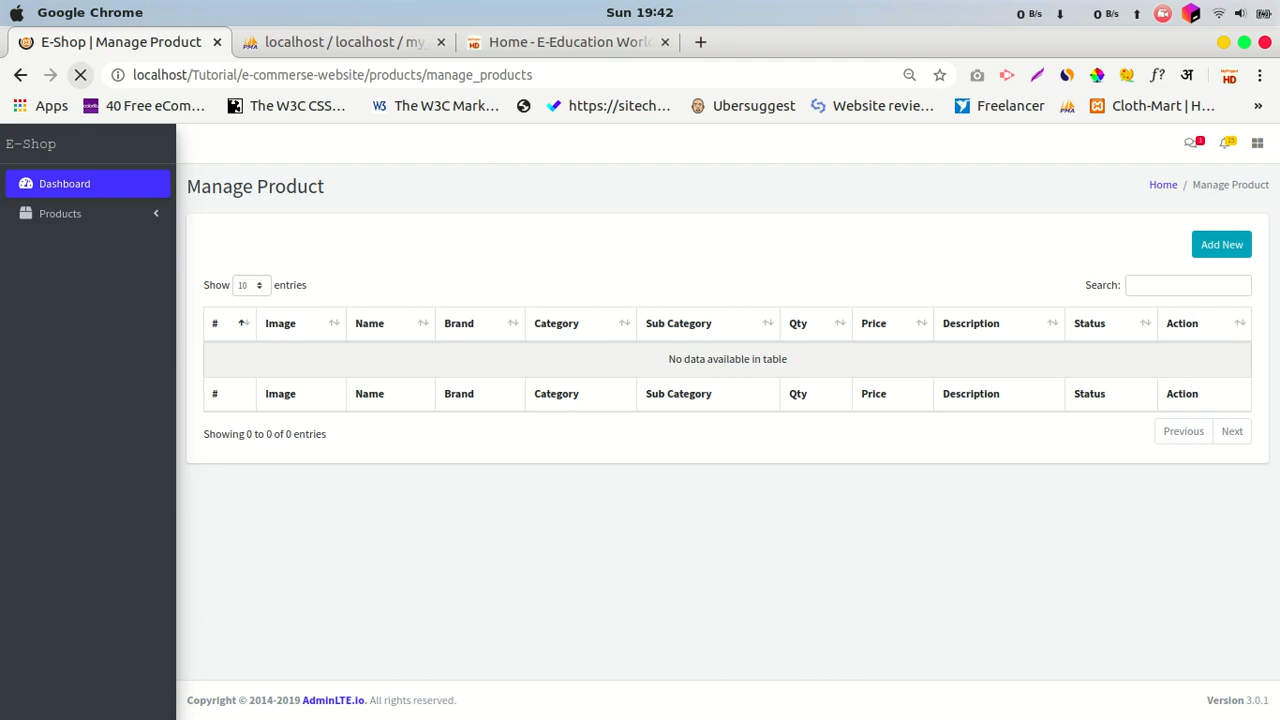 Google Chrome
Sun 19:42
0 B/s
0 B/s
E-Shop | Manage Product
localhost / localhost / my_
Home - E-Education Worl
localhost/Tutorial/e-commerse-website/products/manage_products
f?
अ
HD
Apps
40 Free eCom...
The W3C CSS...
W3
The W3C Mark...
https://sitech...
Ubersuggest
Website revie...
Freelancer
PMA
Cloth-Mart | H...
»
E-Shop
Dashboard
Products
Manage Product
Home / Manage Product
Add New
Show 10 entries
Search:
# Image Name Brand Category Sub Category Qty Price Description Status Action
No data available in table
# Image Name Brand Category Sub Category Qty Price Description Status Action
Showing 0 to 0 of 0 entries
Previous Next
Copyright © 2014-2019 AdminLTE.io. All rights reserved.
Version 3.0.1